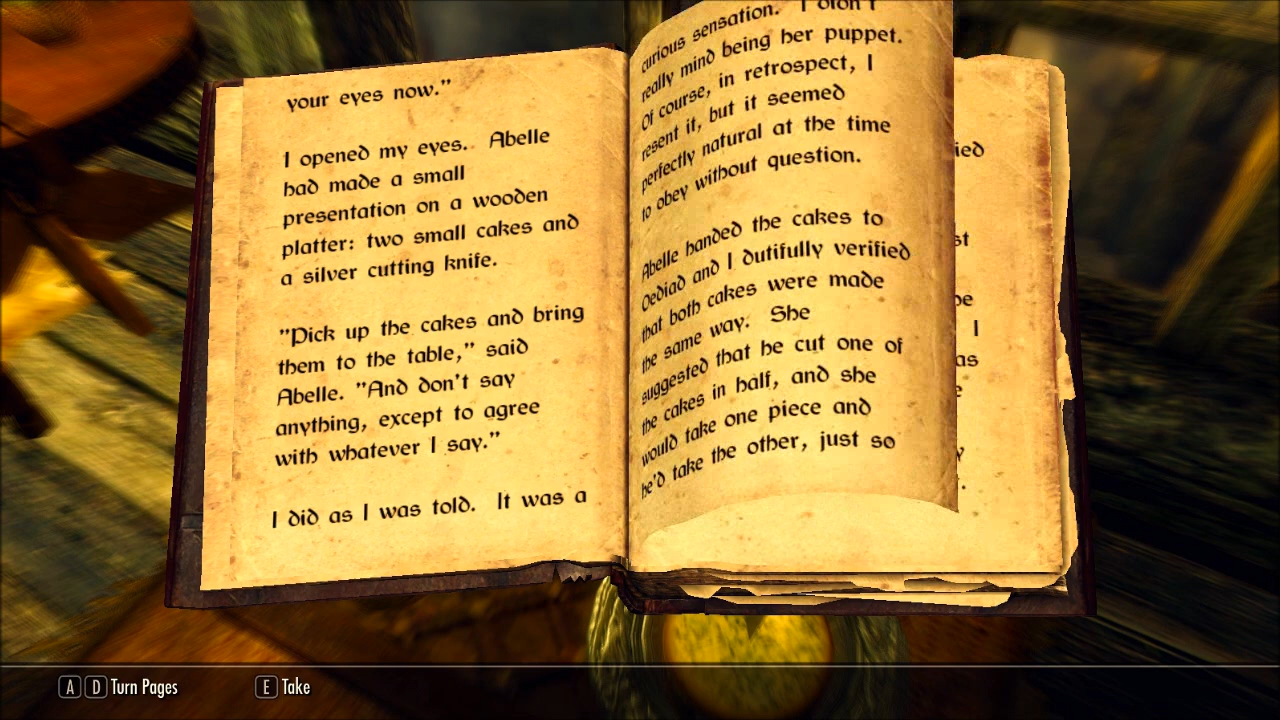 your eyes now."
I opened my eyes. Abelle
had made a small
presentation on a wooden
platter: two small cakes and
a silver cutting knife.
"Pick up the cakes and bring
them to the table," said
Abelle. "And don't say
anything, except to agree
with whatever I say."
I did as I was told. It was a
curious sensation. I didn't
really mind being her puppet.
Of course, in retrospect, I
resent it, but it seemed
perfectly natural at the time
to obey without question.
Abelle handed the cakes to
Oediad and I dutifully verified
that both cakes were made
the same way. She
suggested that he cut one of
the cakes in half, and she
would take one piece and
he'd take the other, just so
I
A D Turn Pages
E Take